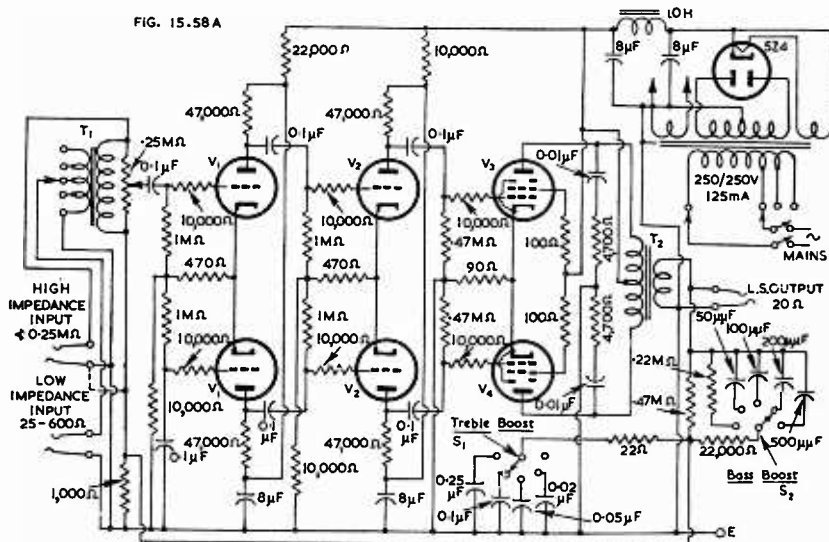 FIG. 15.58A
22,000Ω
10,000Ω
10H
8μF
8μF
5Z4
T1
.25MΩ
0.1μF
47,000Ω
0.1μF
47,000Ω
0.1μF
V1
V2
V3
0.01μF
250/250V
125mA
10,000Ω
10,000Ω
10,000Ω
1MΩ
1MΩ
.47MΩ
100Ω
4,700Ω
T2
MAINS
470Ω
470Ω
90Ω
HIGH
IMPEDANCE
INPUT
0.25MΩ
1MΩ
1MΩ
.47MΩ
100Ω
4,700Ω
L.S.OUTPUT
20Ω
10,000Ω
10,000Ω
10,000Ω
50μμF
100μμF
200μμF
LOW
IMPEDANCE
INPUT
25-600Ω
V1
V2
V4
0.01μF
.22MΩ
.47MΩ
10,000Ω
0.1
μF
0.1
μF
Treble Boost
S1
.1μF
47,000Ω
10,000Ω
47,000Ω
22Ω
22,000Ω
500μμF
1,000Ω
8μF
8μF
0.25
μF
0.1μF
0.02
μF
0.05μF
Bass Boost
S2
E